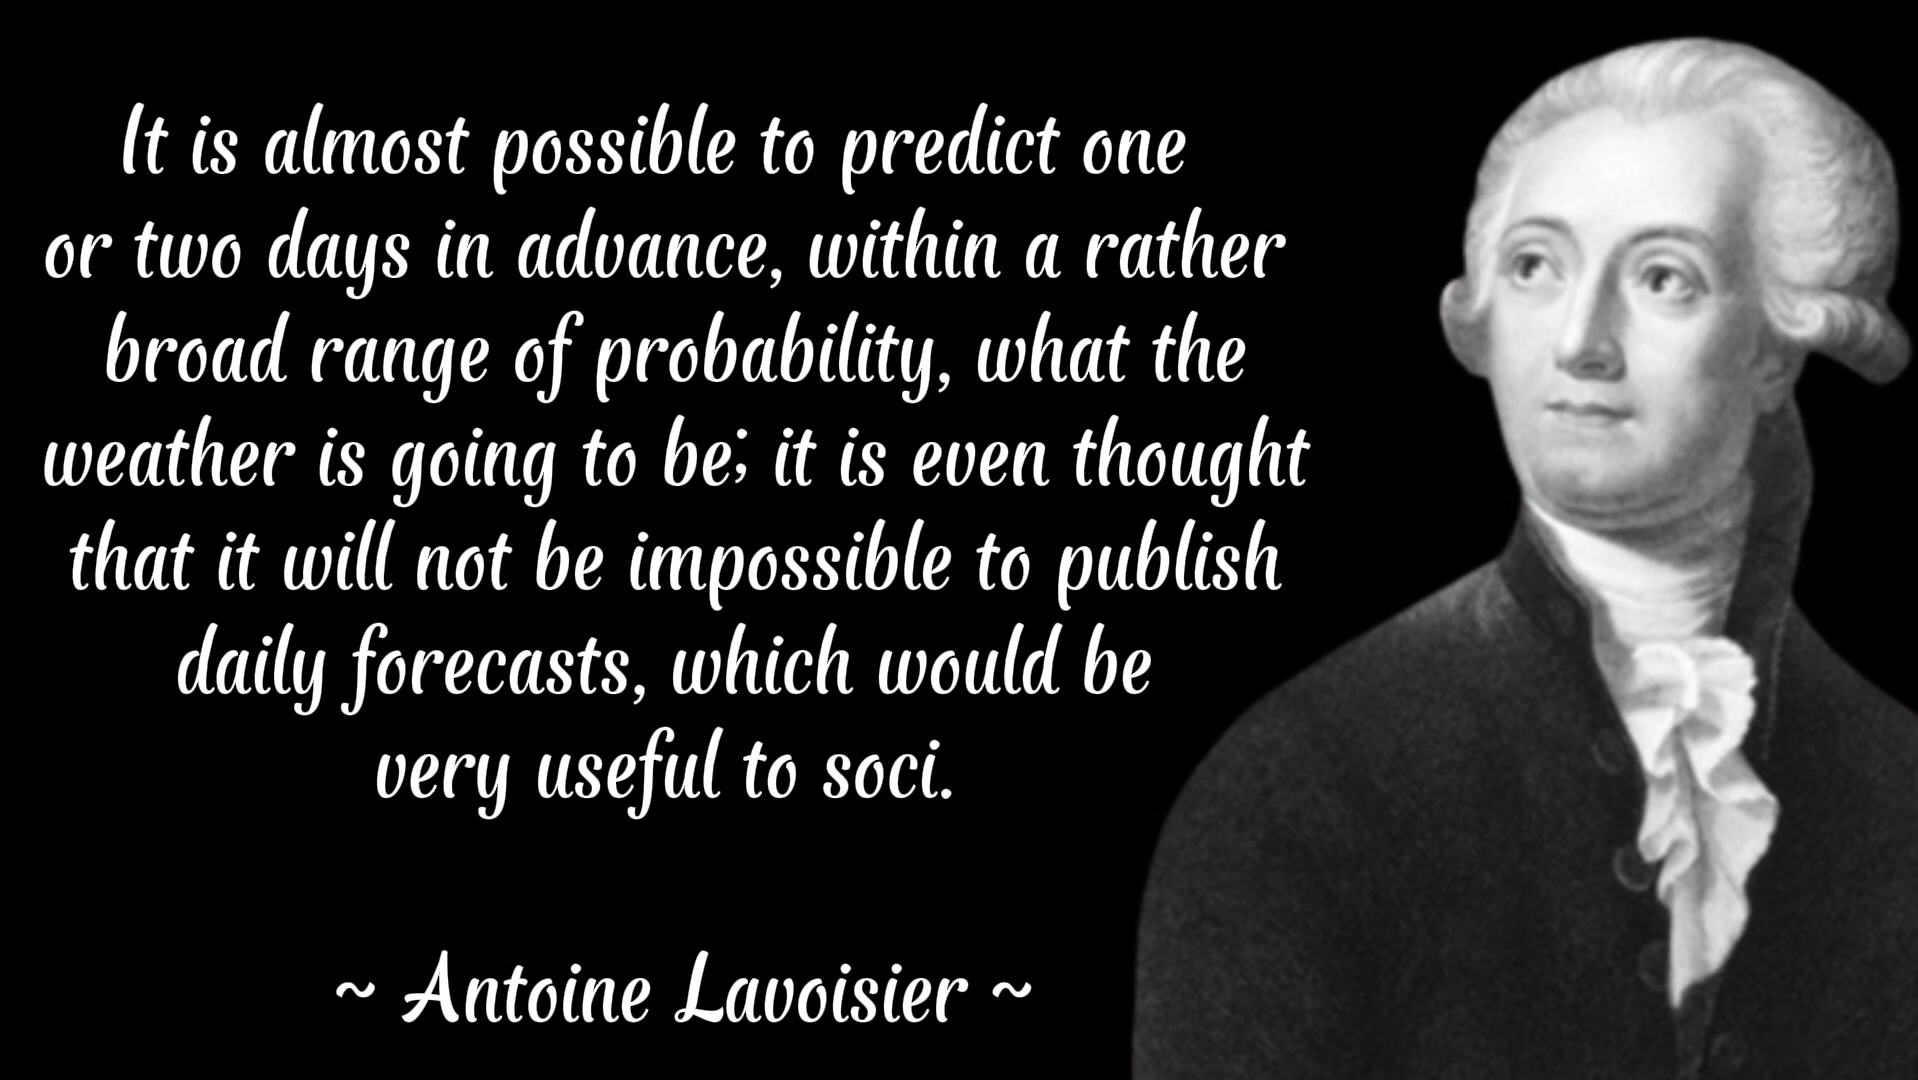 It is almost possible to predict one
or two days in advance, within a rather
broad range of probability, what the
weather is going to be; it is even thought
that it will not be impossible to publish
daily forecasts, which would be
very useful to soci.
~ Antoine Lavoisier ~